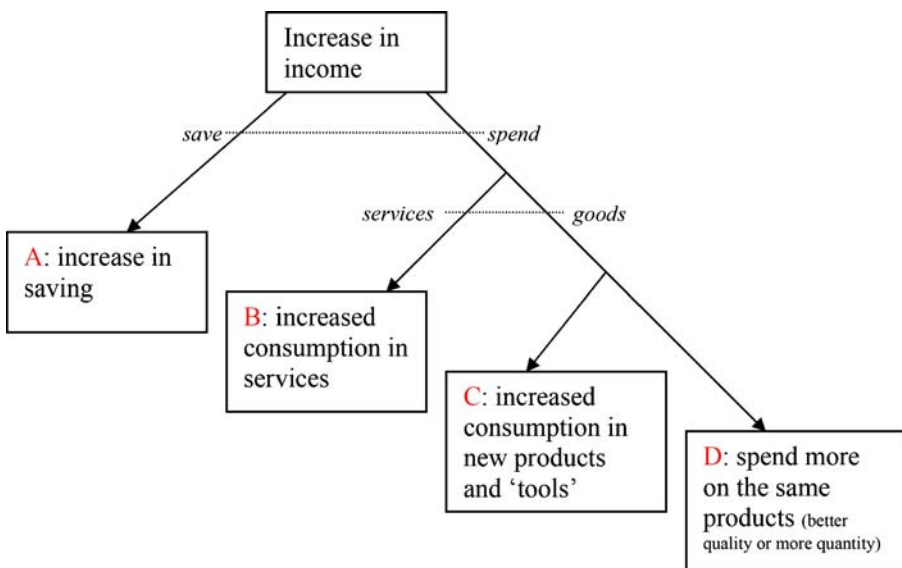 Increase in
income
save
spend
services
goods
A: increase in
saving
B: increased
consumption in
services
C: increased
consumption in
new products
and ‘tools’
D: spend more
on the same
products (better
quality or more quantity)